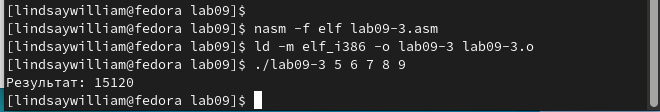 [lindsaywilliam@fedora lab09]$
[lindsaywilliam@fedora lab09]$ nasm -f elf lab09-3.asm
[lindsaywilliam@fedora lab09]$ ld -m elf_i386 -o lab09-3 lab09-3.o
[lindsaywilliam@fedora lab09]$ ./lab09-3 5 6 7 8 9
Результат: 15120
[lindsaywilliam@fedora lab09]$